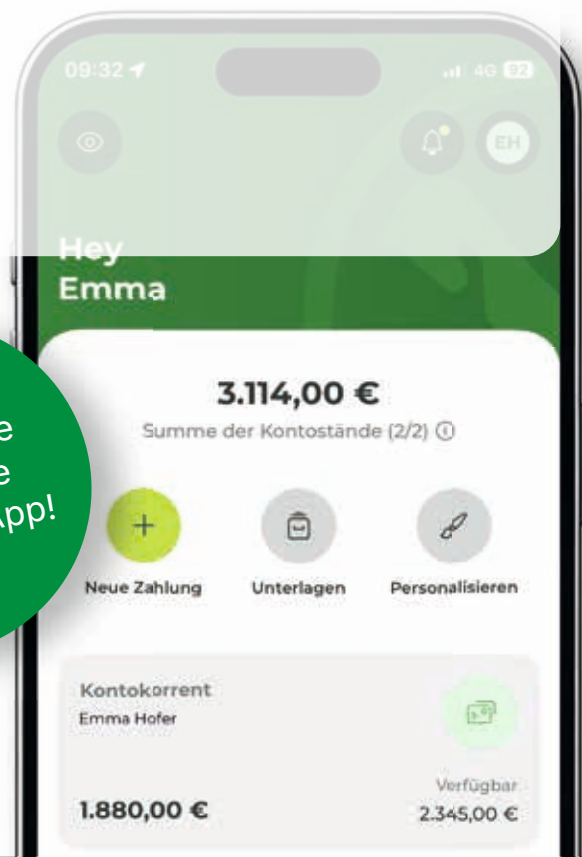 09:32
4G 92
EH
Hey
Emma
3.114,00 €
Summe der Kontostände (2/2)
Neue Zahlung
Unterlagen
Personalisieren
Kontokorrent
Emma Hofer
Verfügbar
1.880,00 €
2.345,00 €